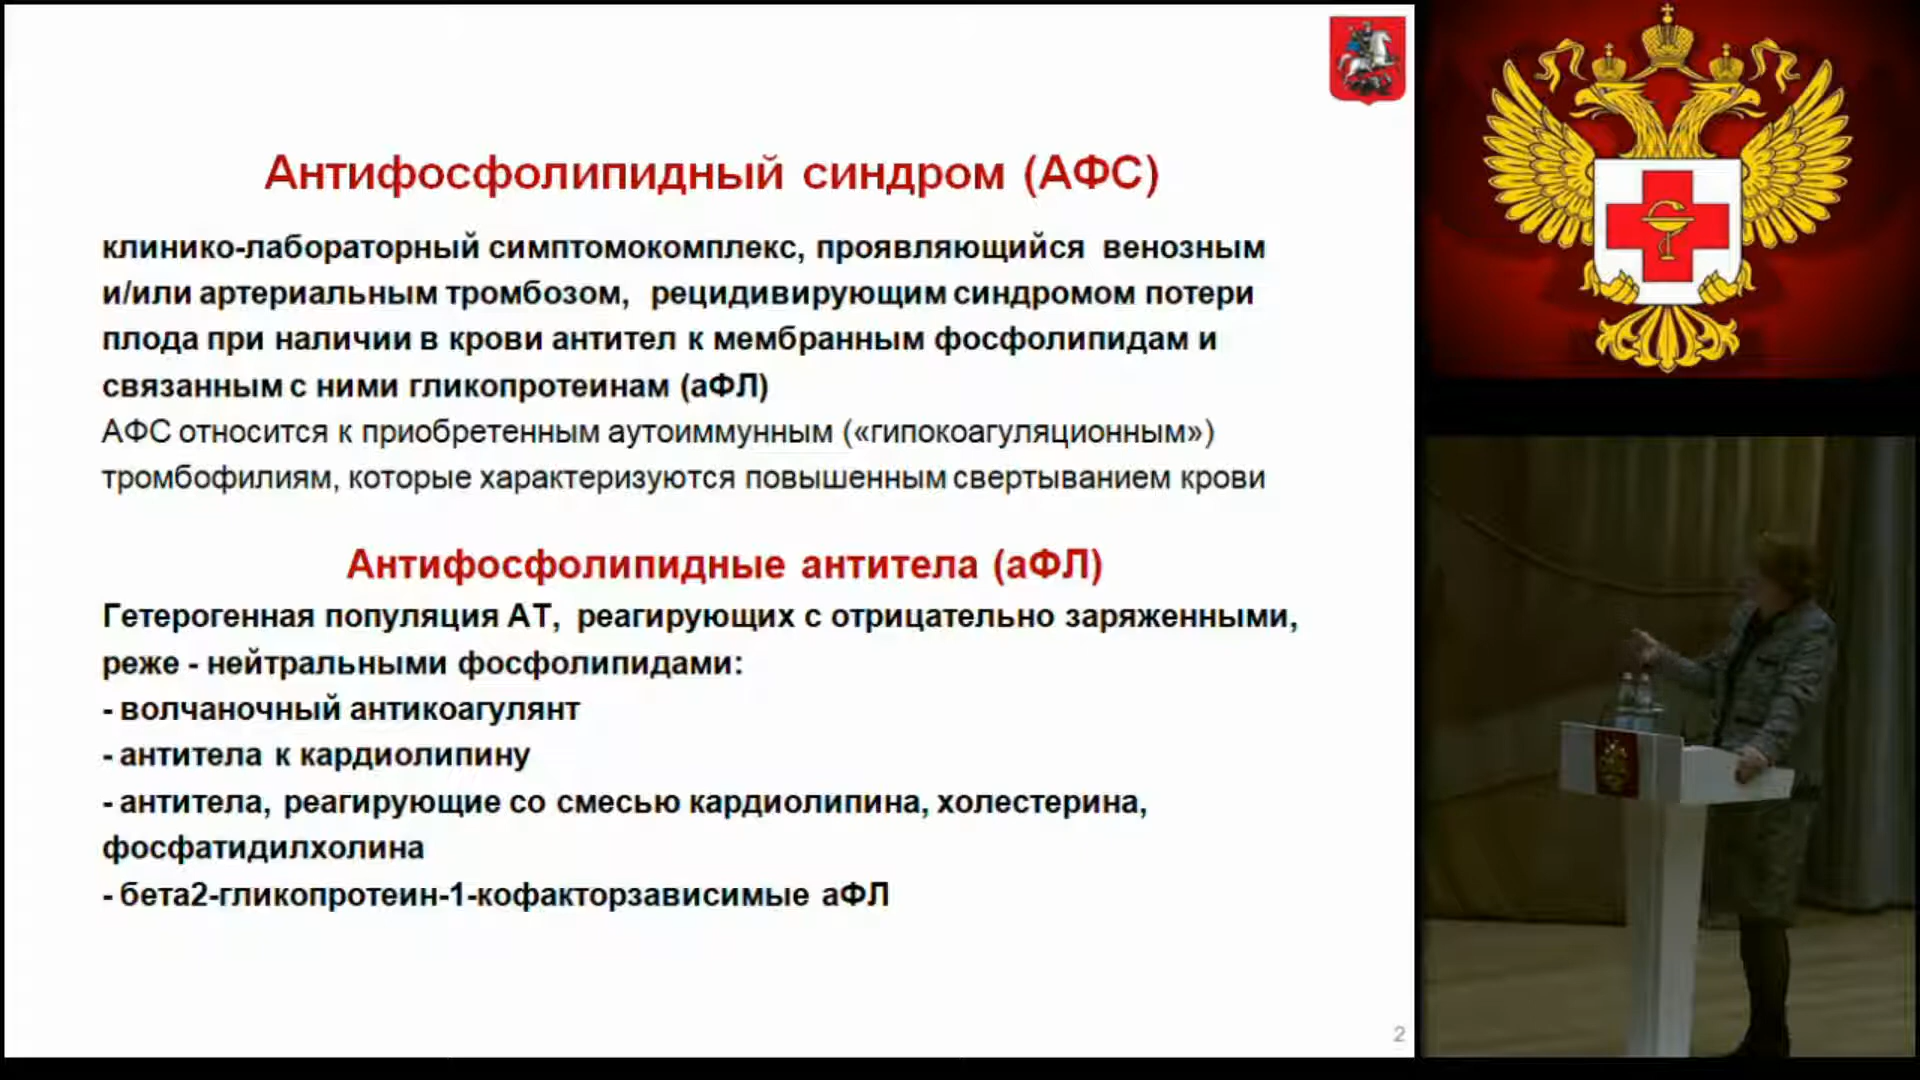 Антифосфолипидный синдром (АФС)
клинико-лабораторный симптомокомплекс, проявляющийся венозным
и/или артериальным тромбозом, рецидивирующим синдромом потери
плода при наличии в крови антител к мембранным фосфолипидам и
связанным с ними гликопротеинам (аФЛ)
АФС относится к приобретенным аутоиммунным («гипокоагуляционным»)
тромбофилиям, которые характеризуются повышенным свертыванием крови
Антифосфолипидные антитела (аФЛ)
Гетерогенная популяция АТ, реагирующих с отрицательно заряженными,
реже - нейтральными фосфолипидами:
- волчаночный антикоагулянт
- антитела к кардиолипину
- антитела, реагирующие со смесью кардиолипина, холестерина,
фосфатидилхолина
- бета2-гликопротеин-1-кофакторзависимые аФЛ
2